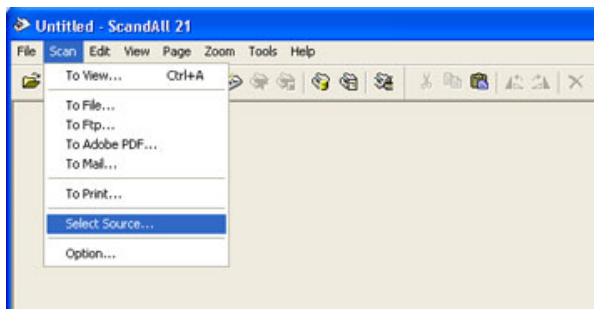 Untitled - ScandAll 21
File Scan Edit View Page Zoom Tools Help
To View... Ctrl+A
To File...
To Ftp...
To Adobe PDF...
To Mail...
To Print...
Select Source...
Option...